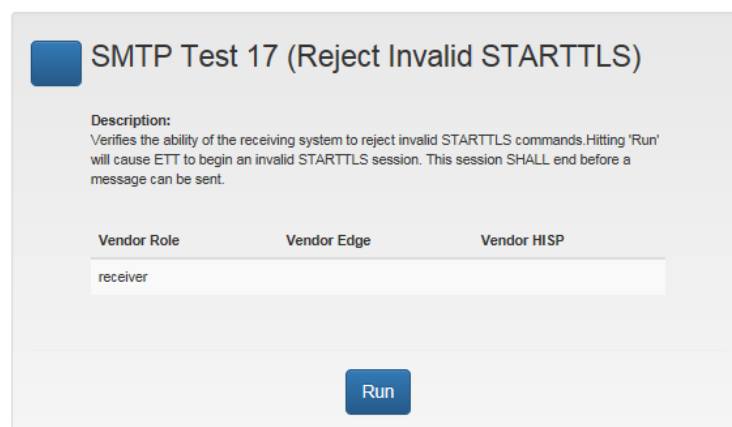 SMTP Test 17 (Reject Invalid STARTTLS)
Description:
Verifies the ability of the receiving system to reject invalid STARTTLS commands.Hitting 'Run'
will cause ETT to begin an invalid STARTTLS session. This session SHALL end before a
message can be sent.
Vendor Role Vendor Edge Vendor HISP
receiver
Run